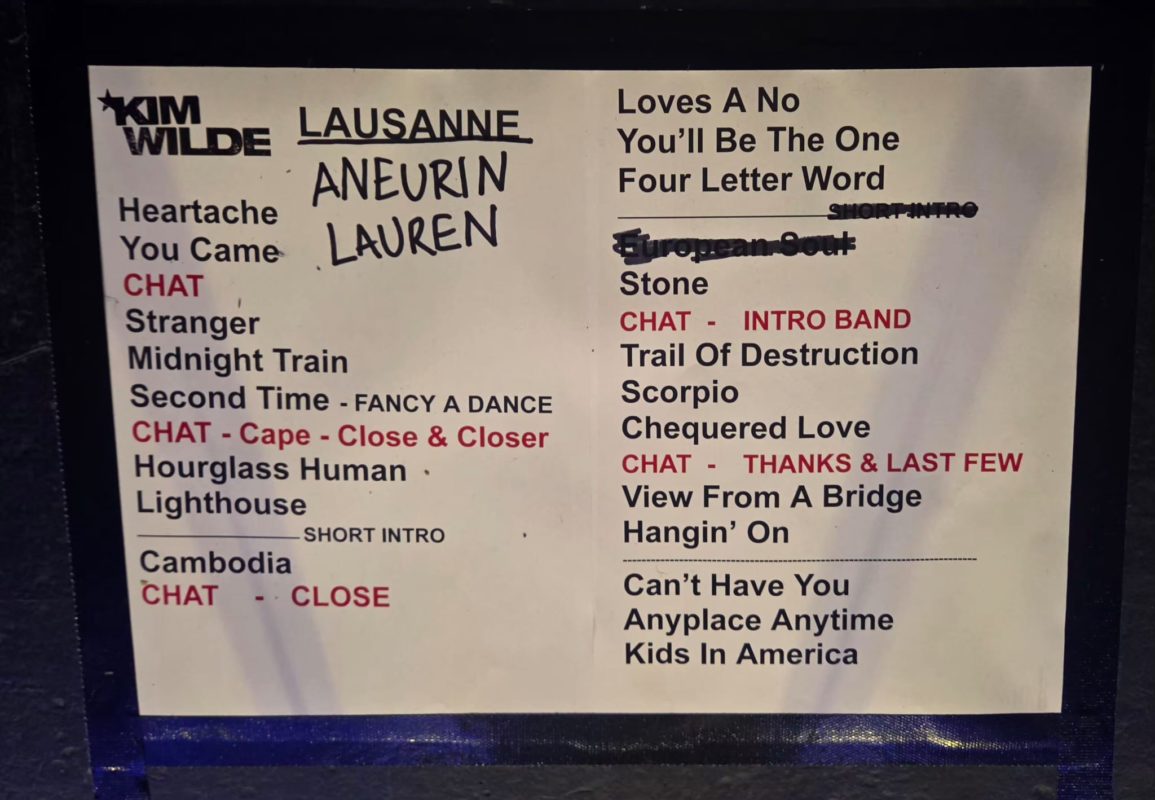 KIM
WILDE
LAUSANNE
ANEURIN
LAUREN
Heartache
You Came
CHAT
Stranger
Midnight Train
Second Time - FANCY A DANCE
CHAT - Cape - Close & Closer
Hourglass Human
Lighthouse
SHORT INTRO
Cambodia
CHAT - CLOSE
Loves A No
You'll Be The One
Four Letter Word
SHORT INTRO
European Soul
Stone
CHAT - INTRO BAND
Trail Of Destruction
Scorpio
Chequered Love
CHAT - THANKS & LAST FEW
View From A Bridge
Hangin' On
Can't Have You
Anyplace Anytime
Kids In America